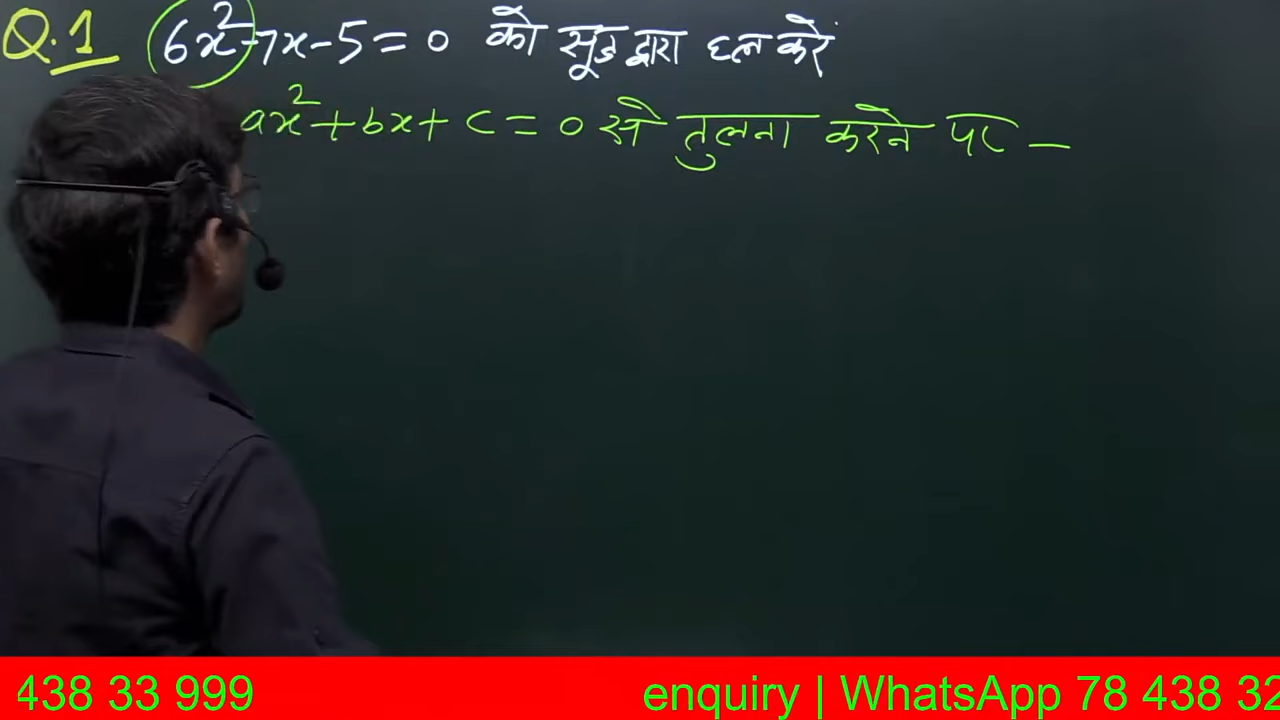 Q.1 6x²-7x-5=0 को सूत्र द्वारा हल करें
ax²+bx+c=0 से तुलना करने पर —
438 33 999 enquiry | WhatsApp 78 438 32